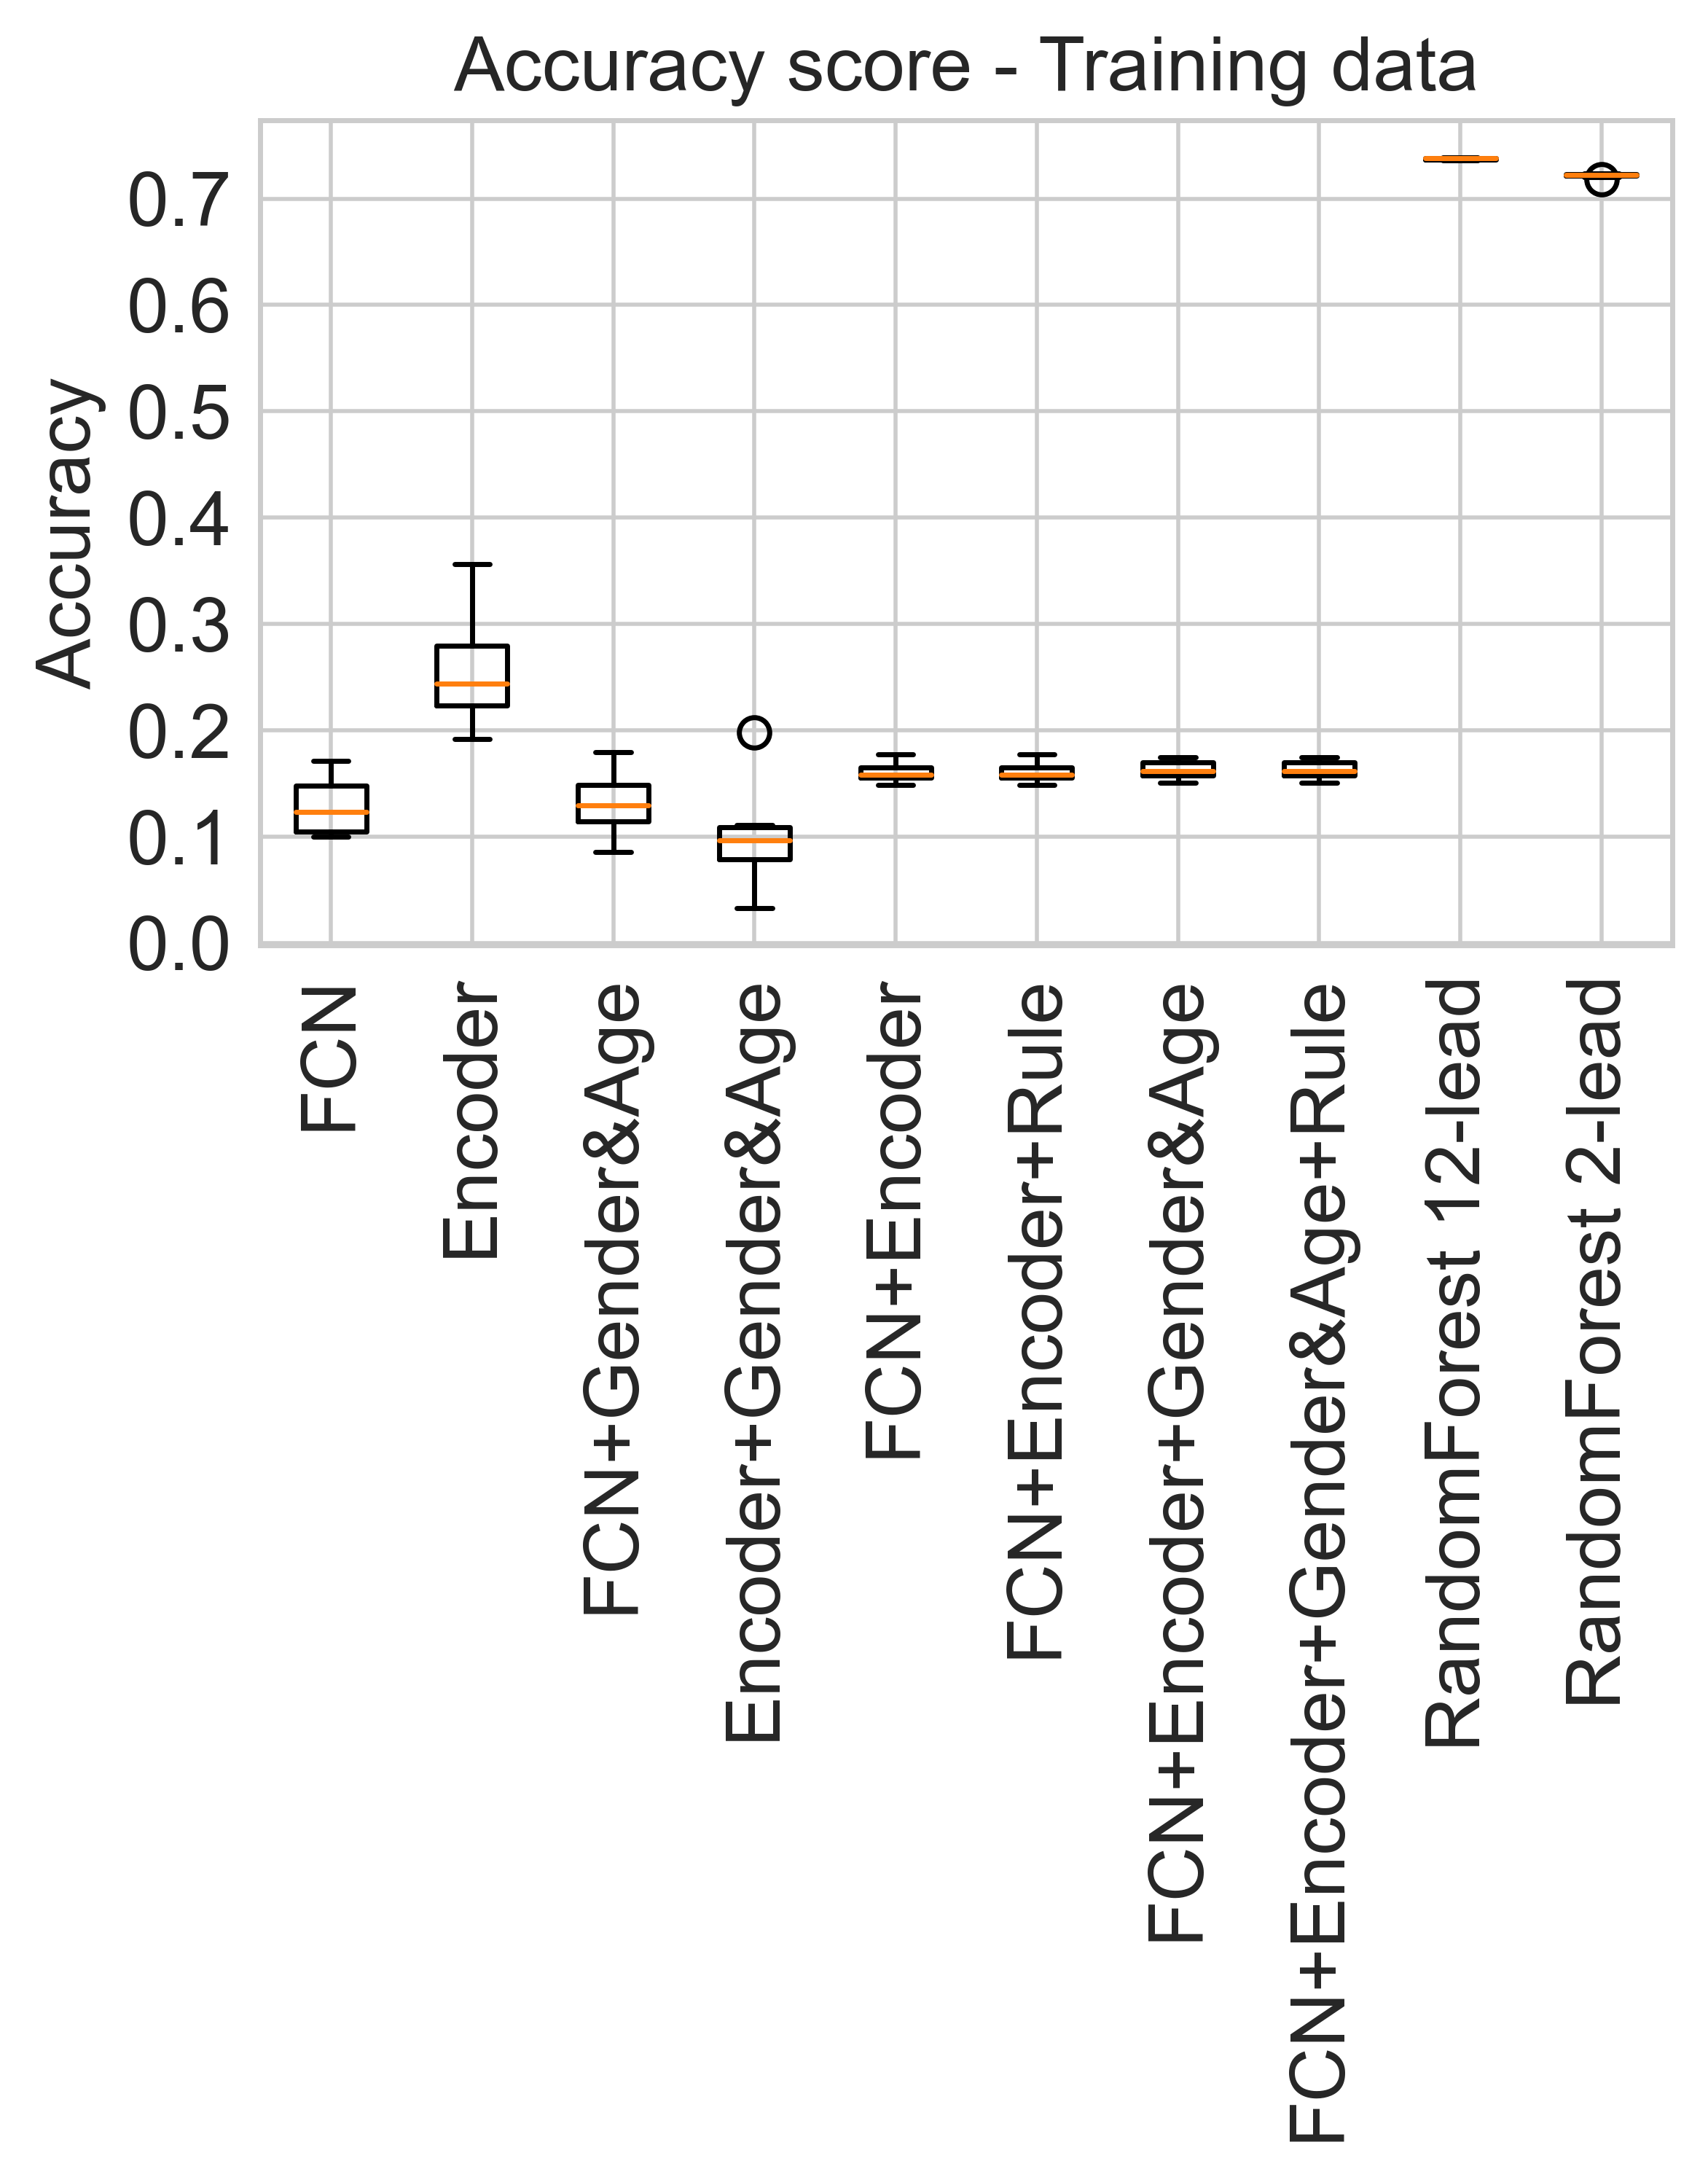 Accuracy score - Training data
Accuracy
0.7
0.6
0.5
0.4
0.3
0.2
0.1
0.0
FCN
Encoder
FCN+Gender&Age
Encoder+Gender&Age
FCN+Encoder
FCN+Encoder+Rule
FCN+Encoder+Gender&Age
FCN+Encoder+Gender&Age+Rule
RandomForest 12-lead
RandomForest 2-lead